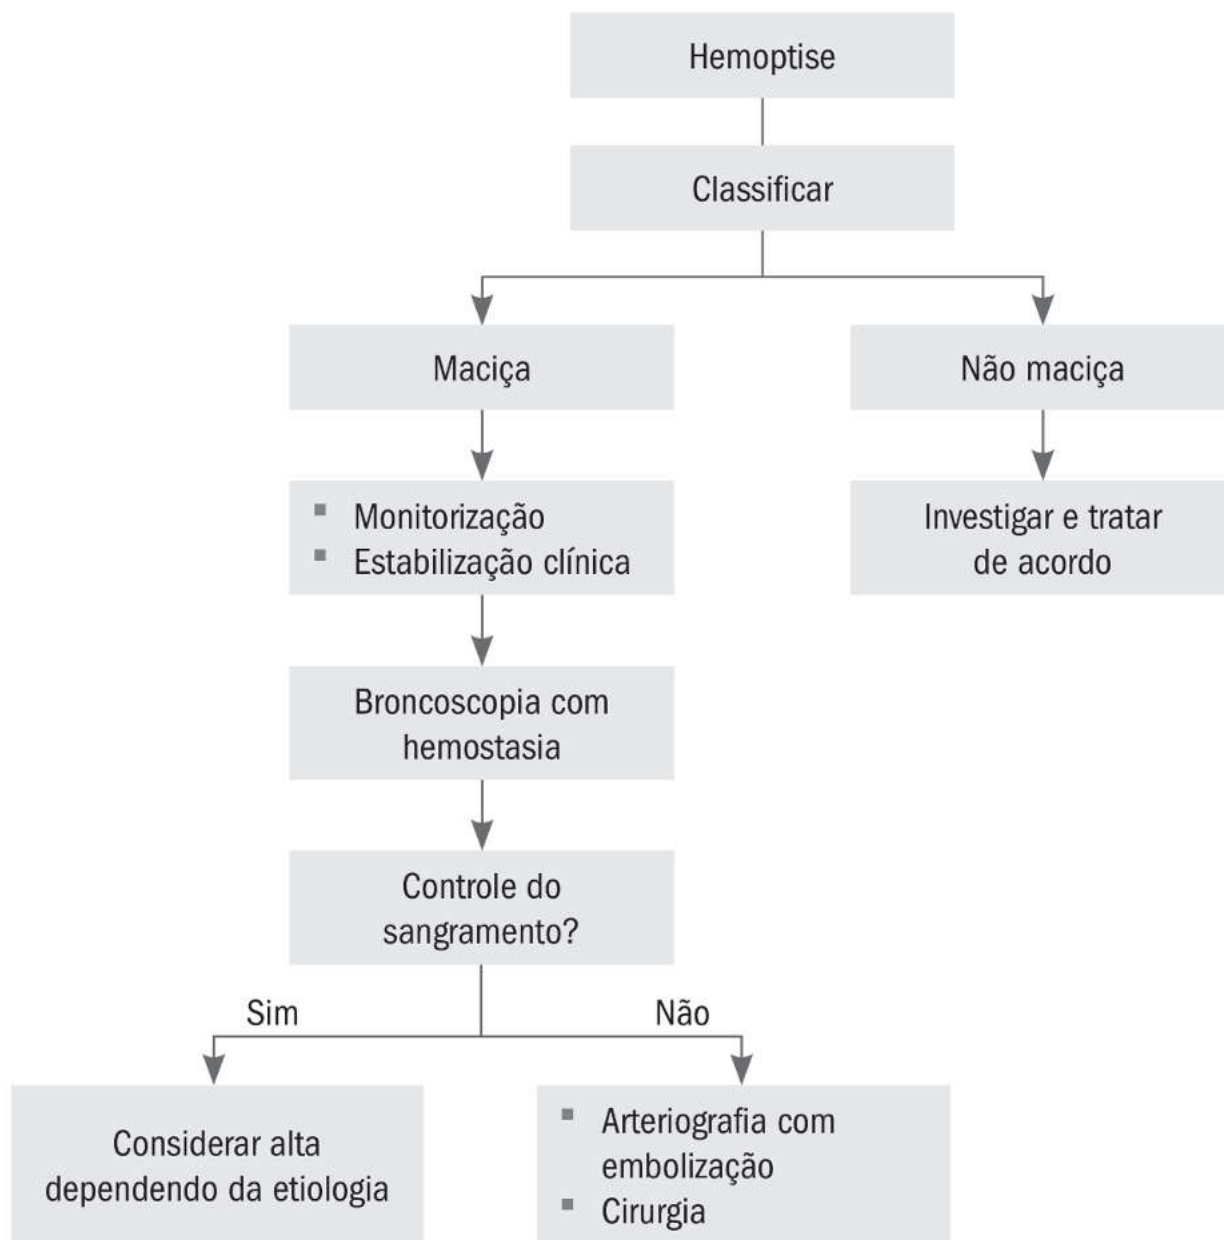 Hemoptise
Classificar
Maciça
Não maciça
▪ Monitorização
▪ Estabilização clínica
Investigar e tratar
de acordo
Broncoscopia com
hemostasia
Controle do
sangramento?
Sim
Não
Considerar alta
dependendo da etiologia
▪ Arteriografia com
embolização
▪ Cirurgia